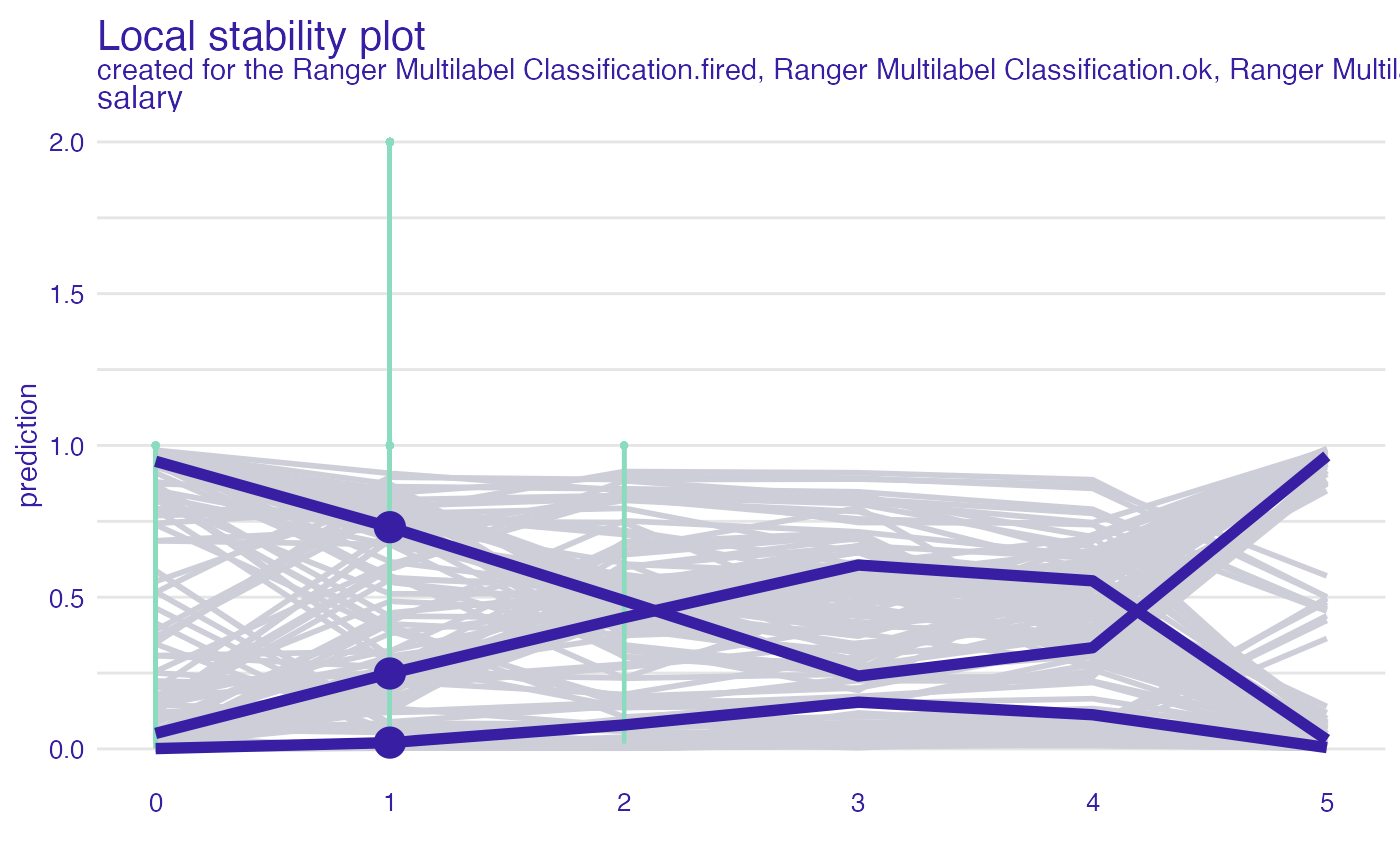 Local stability plot
created for the Ranger Multilabel Classification.fired, Ranger Multilabel Classification.ok, Ranger
salary
2.0
1.5
1.0
0.5
0.0
prediction
0 1 2 3 4 5